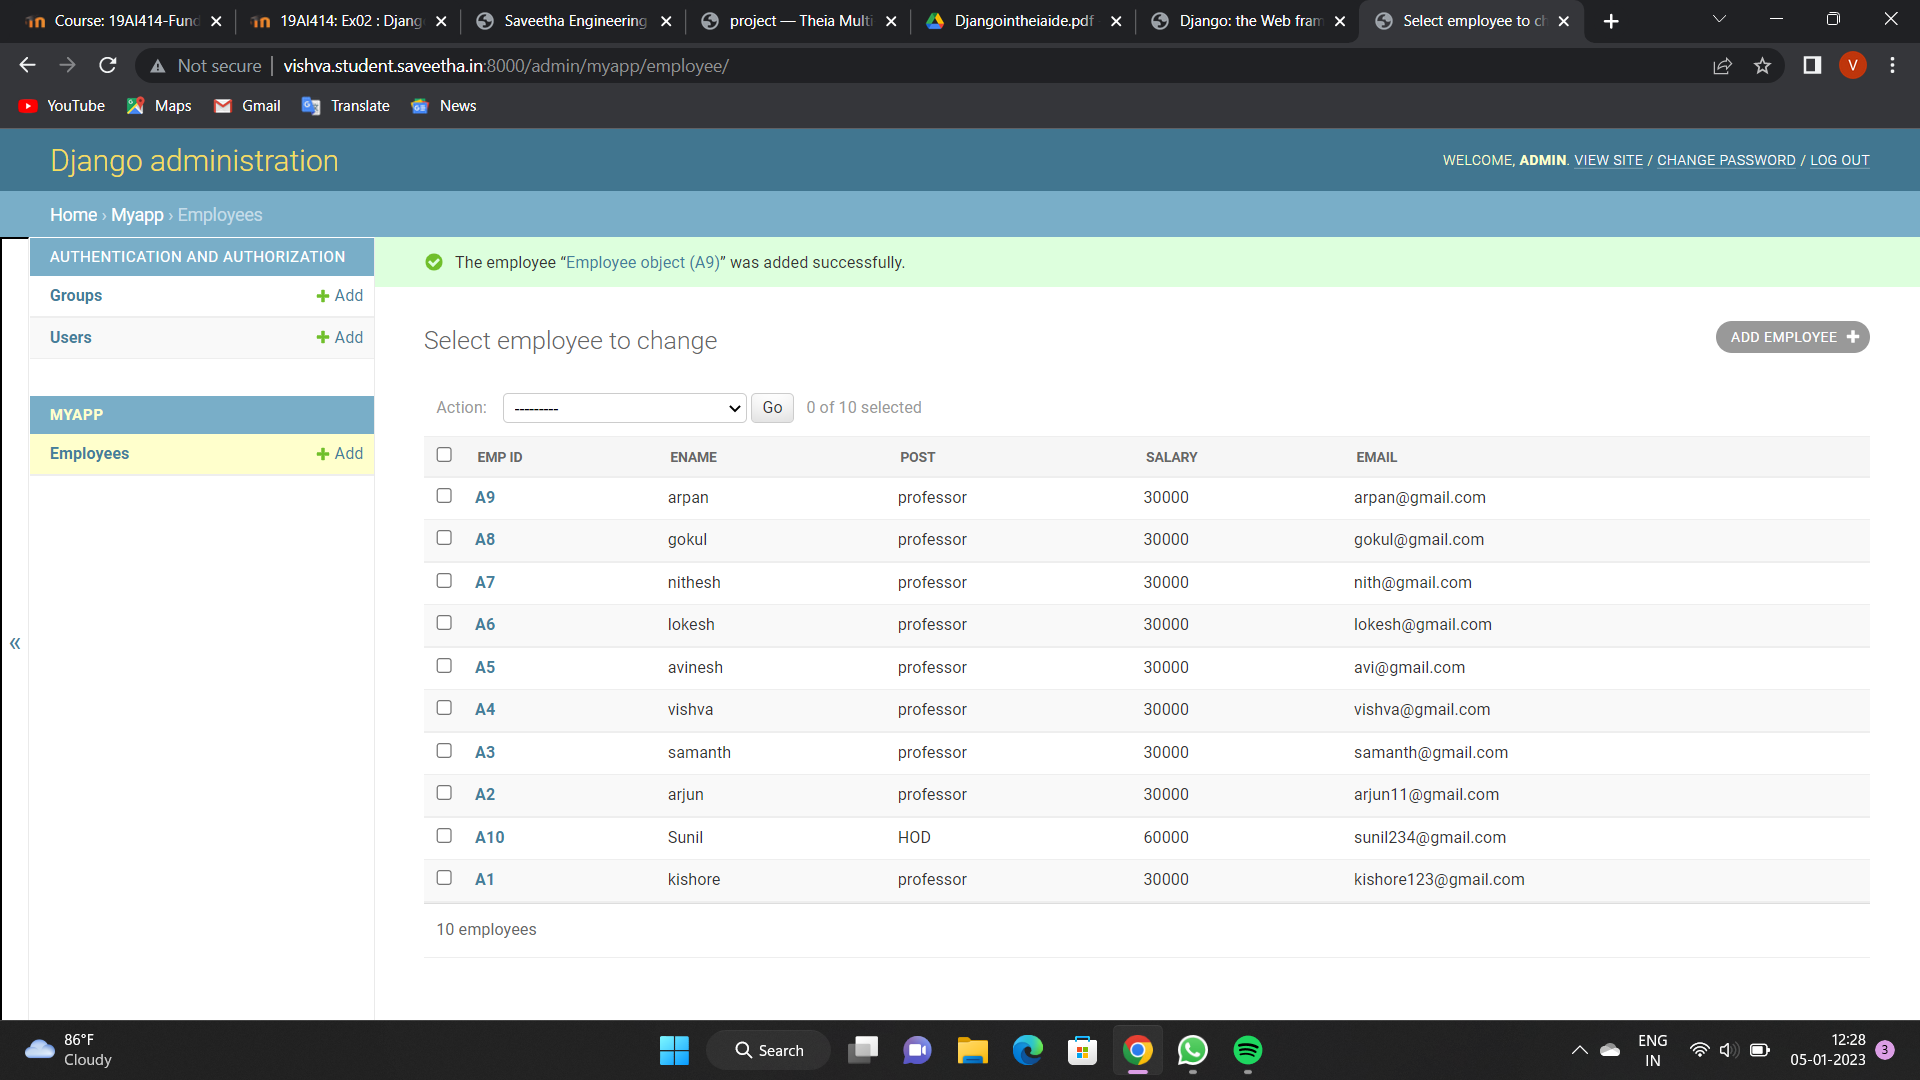 Course: 19AI414-Fund
19AI414: Ex02 : Djang
Saveetha Engineering
project — Theia Multi
Djangointheiaide.pdf
Django: the Web fram
Select employee to ch
Not secure
vishva.student.saveetha.in:8000/admin/myapp/employee/
V
YouTube
Maps
Gmail
Translate
News
Django administration
WELCOME, ADMIN. VIEW SITE / CHANGE PASSWORD / LOG OUT
Home › Myapp › Employees
AUTHENTICATION AND AUTHORIZATION
Groups + Add
Users + Add
MYAPP
Employees + Add
«
The employee “Employee object (A9)” was added successfully.
Select employee to change
ADD EMPLOYEE +
Action: --------- Go 0 of 10 selected
EMP ID ENAME POST SALARY EMAIL
A9 arpan professor 30000 arpan@gmail.com
A8 gokul professor 30000 gokul@gmail.com
A7 nithesh professor 30000 nith@gmail.com
A6 lokesh professor 30000 lokesh@gmail.com
A5 avinesh professor 30000 avi@gmail.com
A4 vishva professor 30000 vishva@gmail.com
A3 samanth professor 30000 samanth@gmail.com
A2 arjun professor 30000 arjun11@gmail.com
A10 Sunil HOD 60000 sunil234@gmail.com
A1 kishore professor 30000 kishore123@gmail.com
10 employees
86°F
Cloudy
Search
ENG
IN
12:28
05-01-2023
3